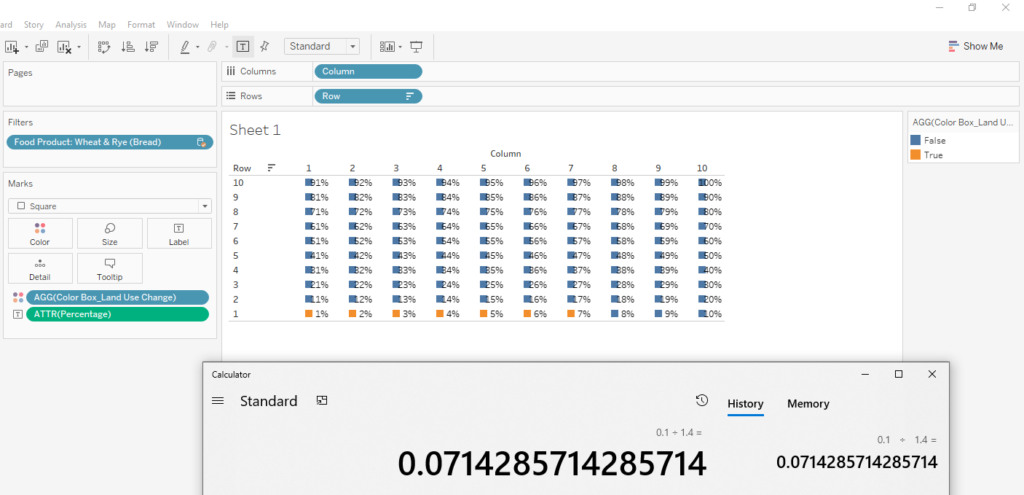 ard Story Analysis Map Format Window Help
Standard
Show Me
Pages
Columns Column
Rows Row
Filters
Food Product: Wheat & Rye (Bread)
Marks
Square
Color Size Label
Detail Tooltip
AGG(Color Box_Land Use Change)
ATTR(Percentage)
Sheet 1
Column
Row 1 2 3 4 5 6 7 8 9 10
10 91% 92% 93% 94% 95% 96% 97% 98% 99% 100%
9 81% 82% 83% 84% 85% 86% 87% 88% 89% 90%
8 71% 72% 73% 74% 75% 76% 77% 78% 79% 80%
7 61% 62% 63% 64% 65% 66% 67% 68% 69% 70%
6 51% 52% 53% 54% 55% 56% 57% 58% 59% 60%
5 41% 42% 43% 44% 45% 46% 47% 48% 49% 50%
4 31% 32% 33% 34% 35% 36% 37% 38% 39% 40%
3 21% 22% 23% 24% 25% 26% 27% 28% 29% 30%
2 11% 12% 13% 14% 15% 16% 17% 18% 19% 20%
1 1% 2% 3% 4% 5% 6% 7% 8% 9% 10%
AGG(Color Box_Land U...
False
True
Calculator
Standard
0.1 ÷ 1.4 =
0.0714285714285714
History Memory
0.1 ÷ 1.4 =
0.0714285714285714